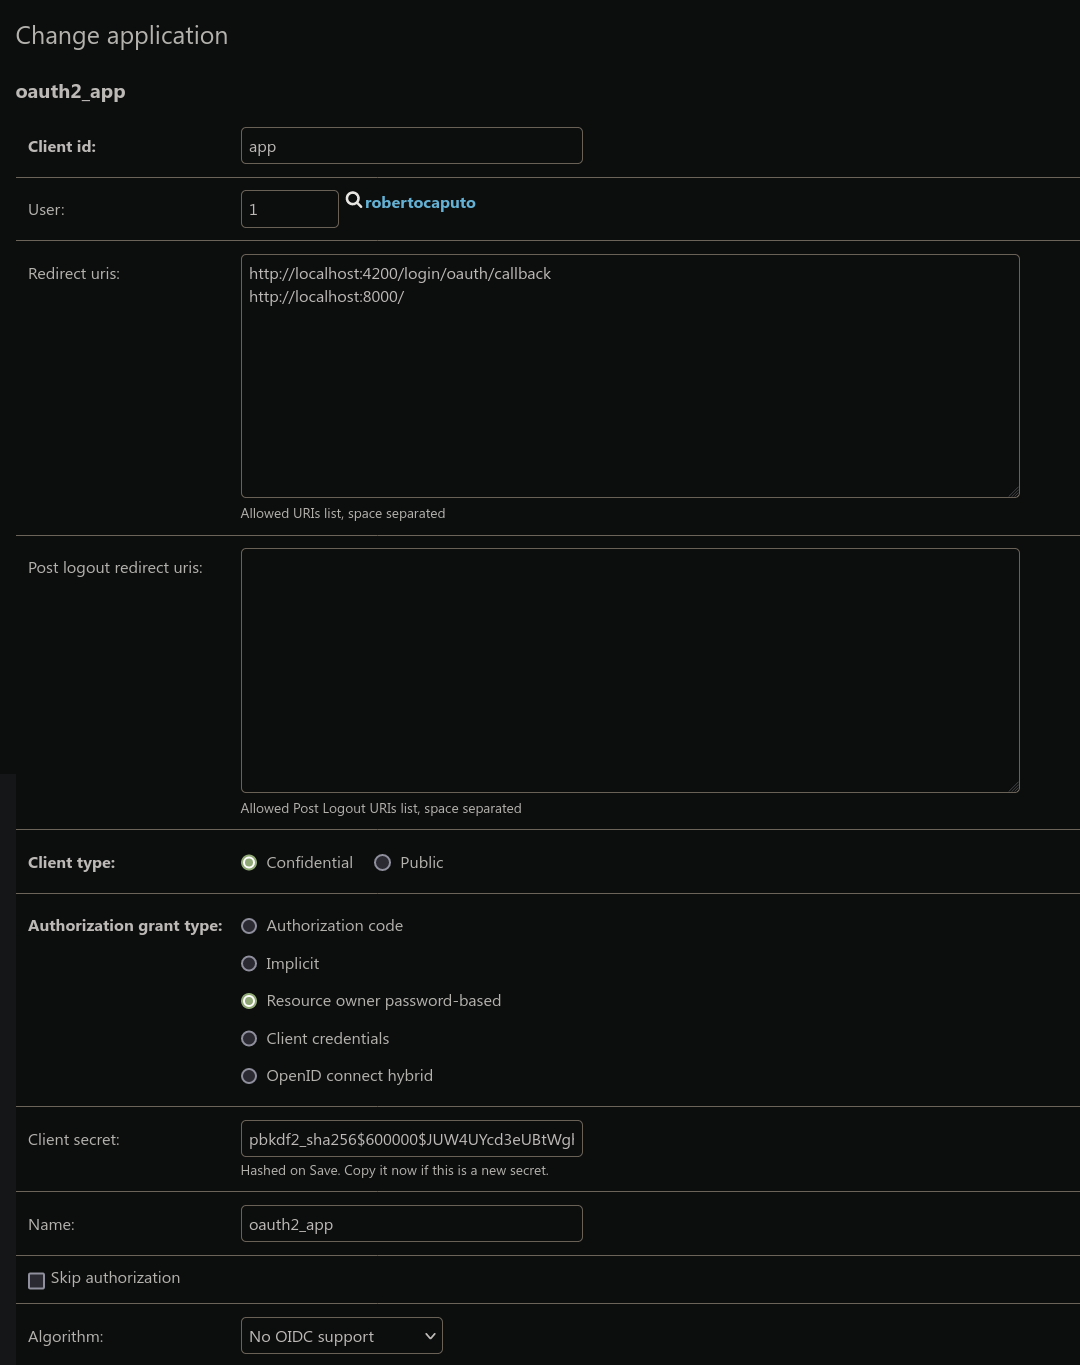 Change application
oauth2_app
Client id:
app
User:
1
robertocaputo
Redirect uris:
http://localhost:4200/login/oauth/callback
http://localhost:8000/
Allowed URIs list, space separated
Post logout redirect uris:
Allowed Post Logout URIs list, space separated
Client type:
Confidential Public
Authorization grant type:
Authorization code
Implicit
Resource owner password-based
Client credentials
OpenID connect hybrid
Client secret:
pbkdf2_sha256$600000$JUW4UYcd3eUBtWgl
Hashed on Save. Copy it now if this is a new secret.
Name:
oauth2_app
Skip authorization
Algorithm:
No OIDC support